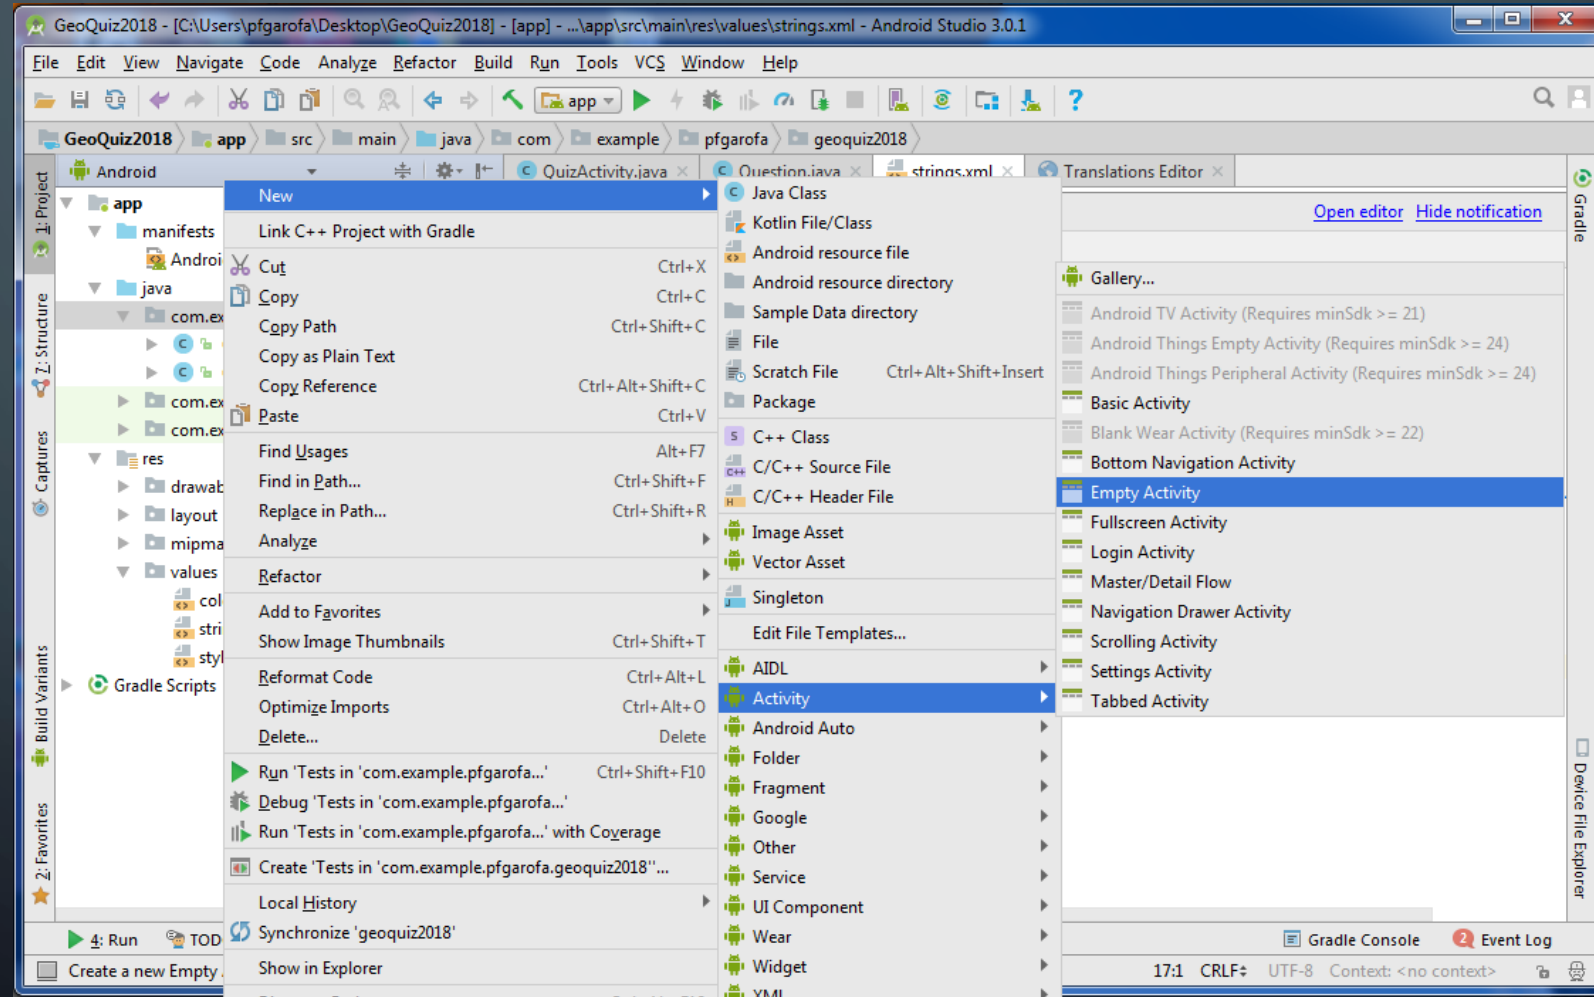 GeoQuiz2018 - [C:\Users\pfgarofa\Desktop\GeoQuiz2018] - [app] - ...\app\src\main\res\values\strings.xml - Android Studio 3.0.1
File Edit View Navigate Code Analyze Refactor Build Run Tools VCS Window Help
app
GeoQuiz2018 app src main java com example pfgarofa geoquiz2018
Android QuizActivity.java Question.java strings.xml Translations Editor
1: Project
7: Structure
Captures
Build Variants
2: Favorites
app
manifests
Androi
java
com.ex
com.ex
com.ex
res
drawab
layout
mipma
values
col
stri
styl
Gradle Scripts
New
Link C++ Project with Gradle
Cut Ctrl+X
Copy Ctrl+C
Copy Path Ctrl+Shift+C
Copy as Plain Text
Copy Reference Ctrl+Alt+Shift+C
Paste Ctrl+V
Find Usages Alt+F7
Find in Path... Ctrl+Shift+F
Replace in Path... Ctrl+Shift+R
Analyze
Refactor
Add to Favorites
Show Image Thumbnails Ctrl+Shift+T
Reformat Code Ctrl+Alt+L
Optimize Imports Ctrl+Alt+O
Delete... Delete
Run 'Tests in 'com.example.pfgarofa...' Ctrl+Shift+F10
Debug 'Tests in 'com.example.pfgarofa...'
Run 'Tests in 'com.example.pfgarofa...' with Coverage
Create 'Tests in 'com.example.pfgarofa.geoquiz2018''...
Local History
Synchronize 'geoquiz2018'
Show in Explorer
Java Class
Kotlin File/Class
Android resource file
Android resource directory
Sample Data directory
File
Scratch File Ctrl+Alt+Shift+Insert
Package
C++ Class
C/C++ Source File
C/C++ Header File
Image Asset
Vector Asset
Singleton
Edit File Templates...
AIDL
Activity
Android Auto
Folder
Fragment
Google
Other
Service
UI Component
Wear
Widget
XML
Open editor Hide notification
Gallery...
Android TV Activity (Requires minSdk >= 21)
Android Things Empty Activity (Requires minSdk >= 24)
Android Things Peripheral Activity (Requires minSdk >= 24)
Basic Activity
Blank Wear Activity (Requires minSdk >= 22)
Bottom Navigation Activity
Empty Activity
Fullscreen Activity
Login Activity
Master/Detail Flow
Navigation Drawer Activity
Scrolling Activity
Settings Activity
Tabbed Activity
Gradle
Device File Explorer
4: Run TOD
Gradle Console 2 Event Log
Create a new Empty
17:1 CRLF UTF-8 Context: <no context>